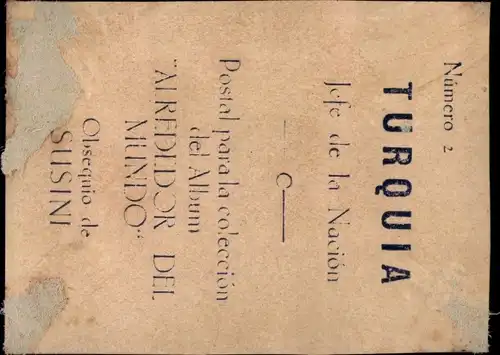 Número 2
TURQUIA
Jefe de la Nación
Postal para la colección
del Album
"ALREDEDOR DEL
MUNDO"
Obsequio de
SUSINI